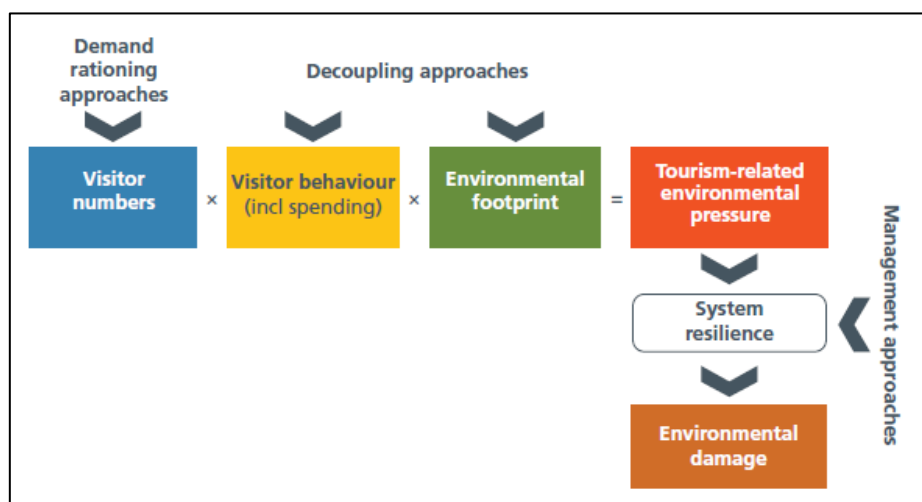 Demand
rationing
approaches
Decoupling approaches
Visitor
numbers
×
Visitor behaviour
(incl spending)
×
Environmental
footprint
=
Tourism-related
environmental
pressure
Management approaches
System
resilience
Environmental
damage